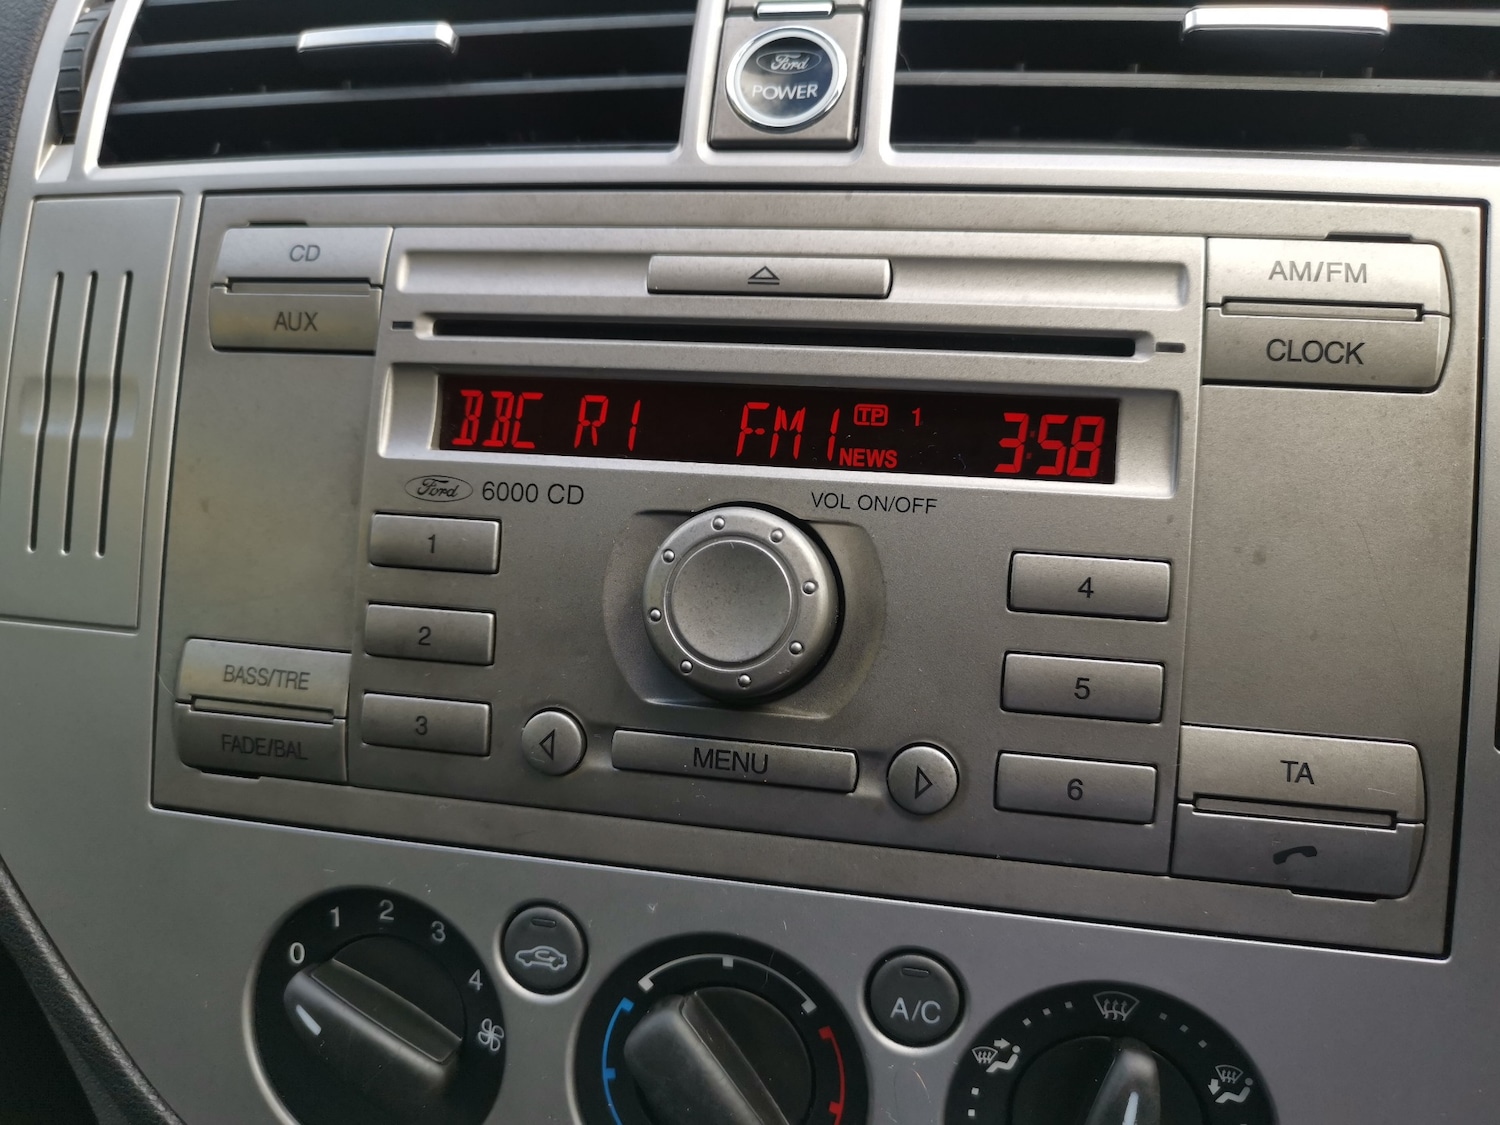 Ford
POWER
CD
AUX
AM/FM
CLOCK
BBC R1 FM1 TP 1 NEWS 3:58
Ford 6000 CD
VOL ON/OFF
1
2
3
4
5
6
BASS/TRE
FADE/BAL
MENU
TA
0 1 2 3 4
A/C